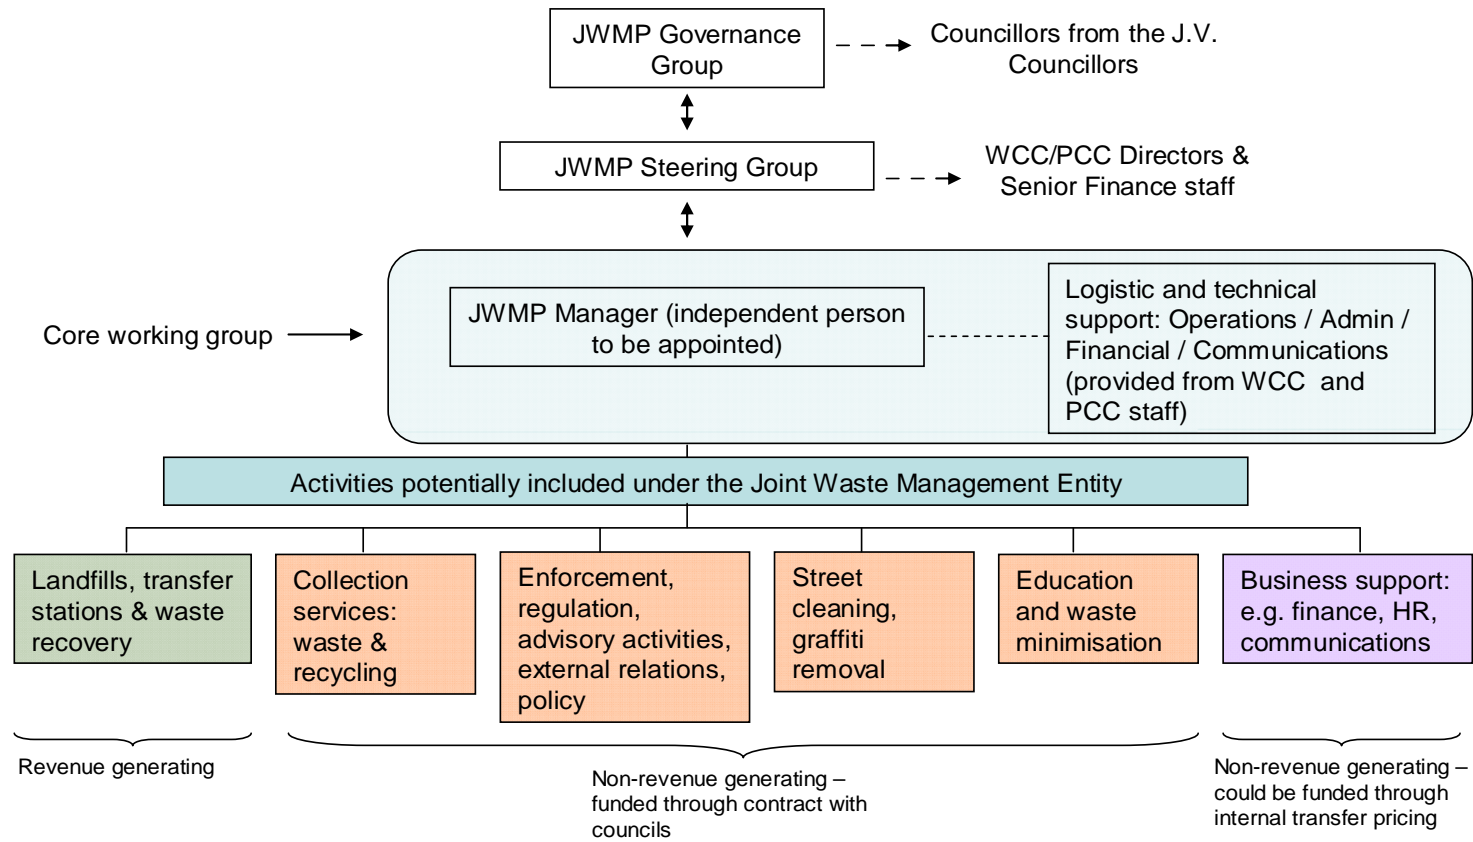 JWMP Governance
Group
Councillors from the J.V.
Councillors
JWMP Steering Group
WCC/PCC Directors &
Senior Finance staff
Core working group
JWMP Manager (independent person
to be appointed)
Logistic and technical
support: Operations / Admin /
Financial / Communications
(provided from WCC and
PCC staff)
Activities potentially included under the Joint Waste Management Entity
Landfills, transfer
stations & waste
recovery
Collection
services:
waste &
recycling
Enforcement,
regulation,
advisory activities,
external relations,
policy
Street
cleaning,
graffiti
removal
Education
and waste
minimisation
Business support:
e.g. finance, HR,
communications
Revenue generating
Non-revenue generating –
funded through contract with
councils
Non-revenue generating –
could be funded through
internal transfer pricing